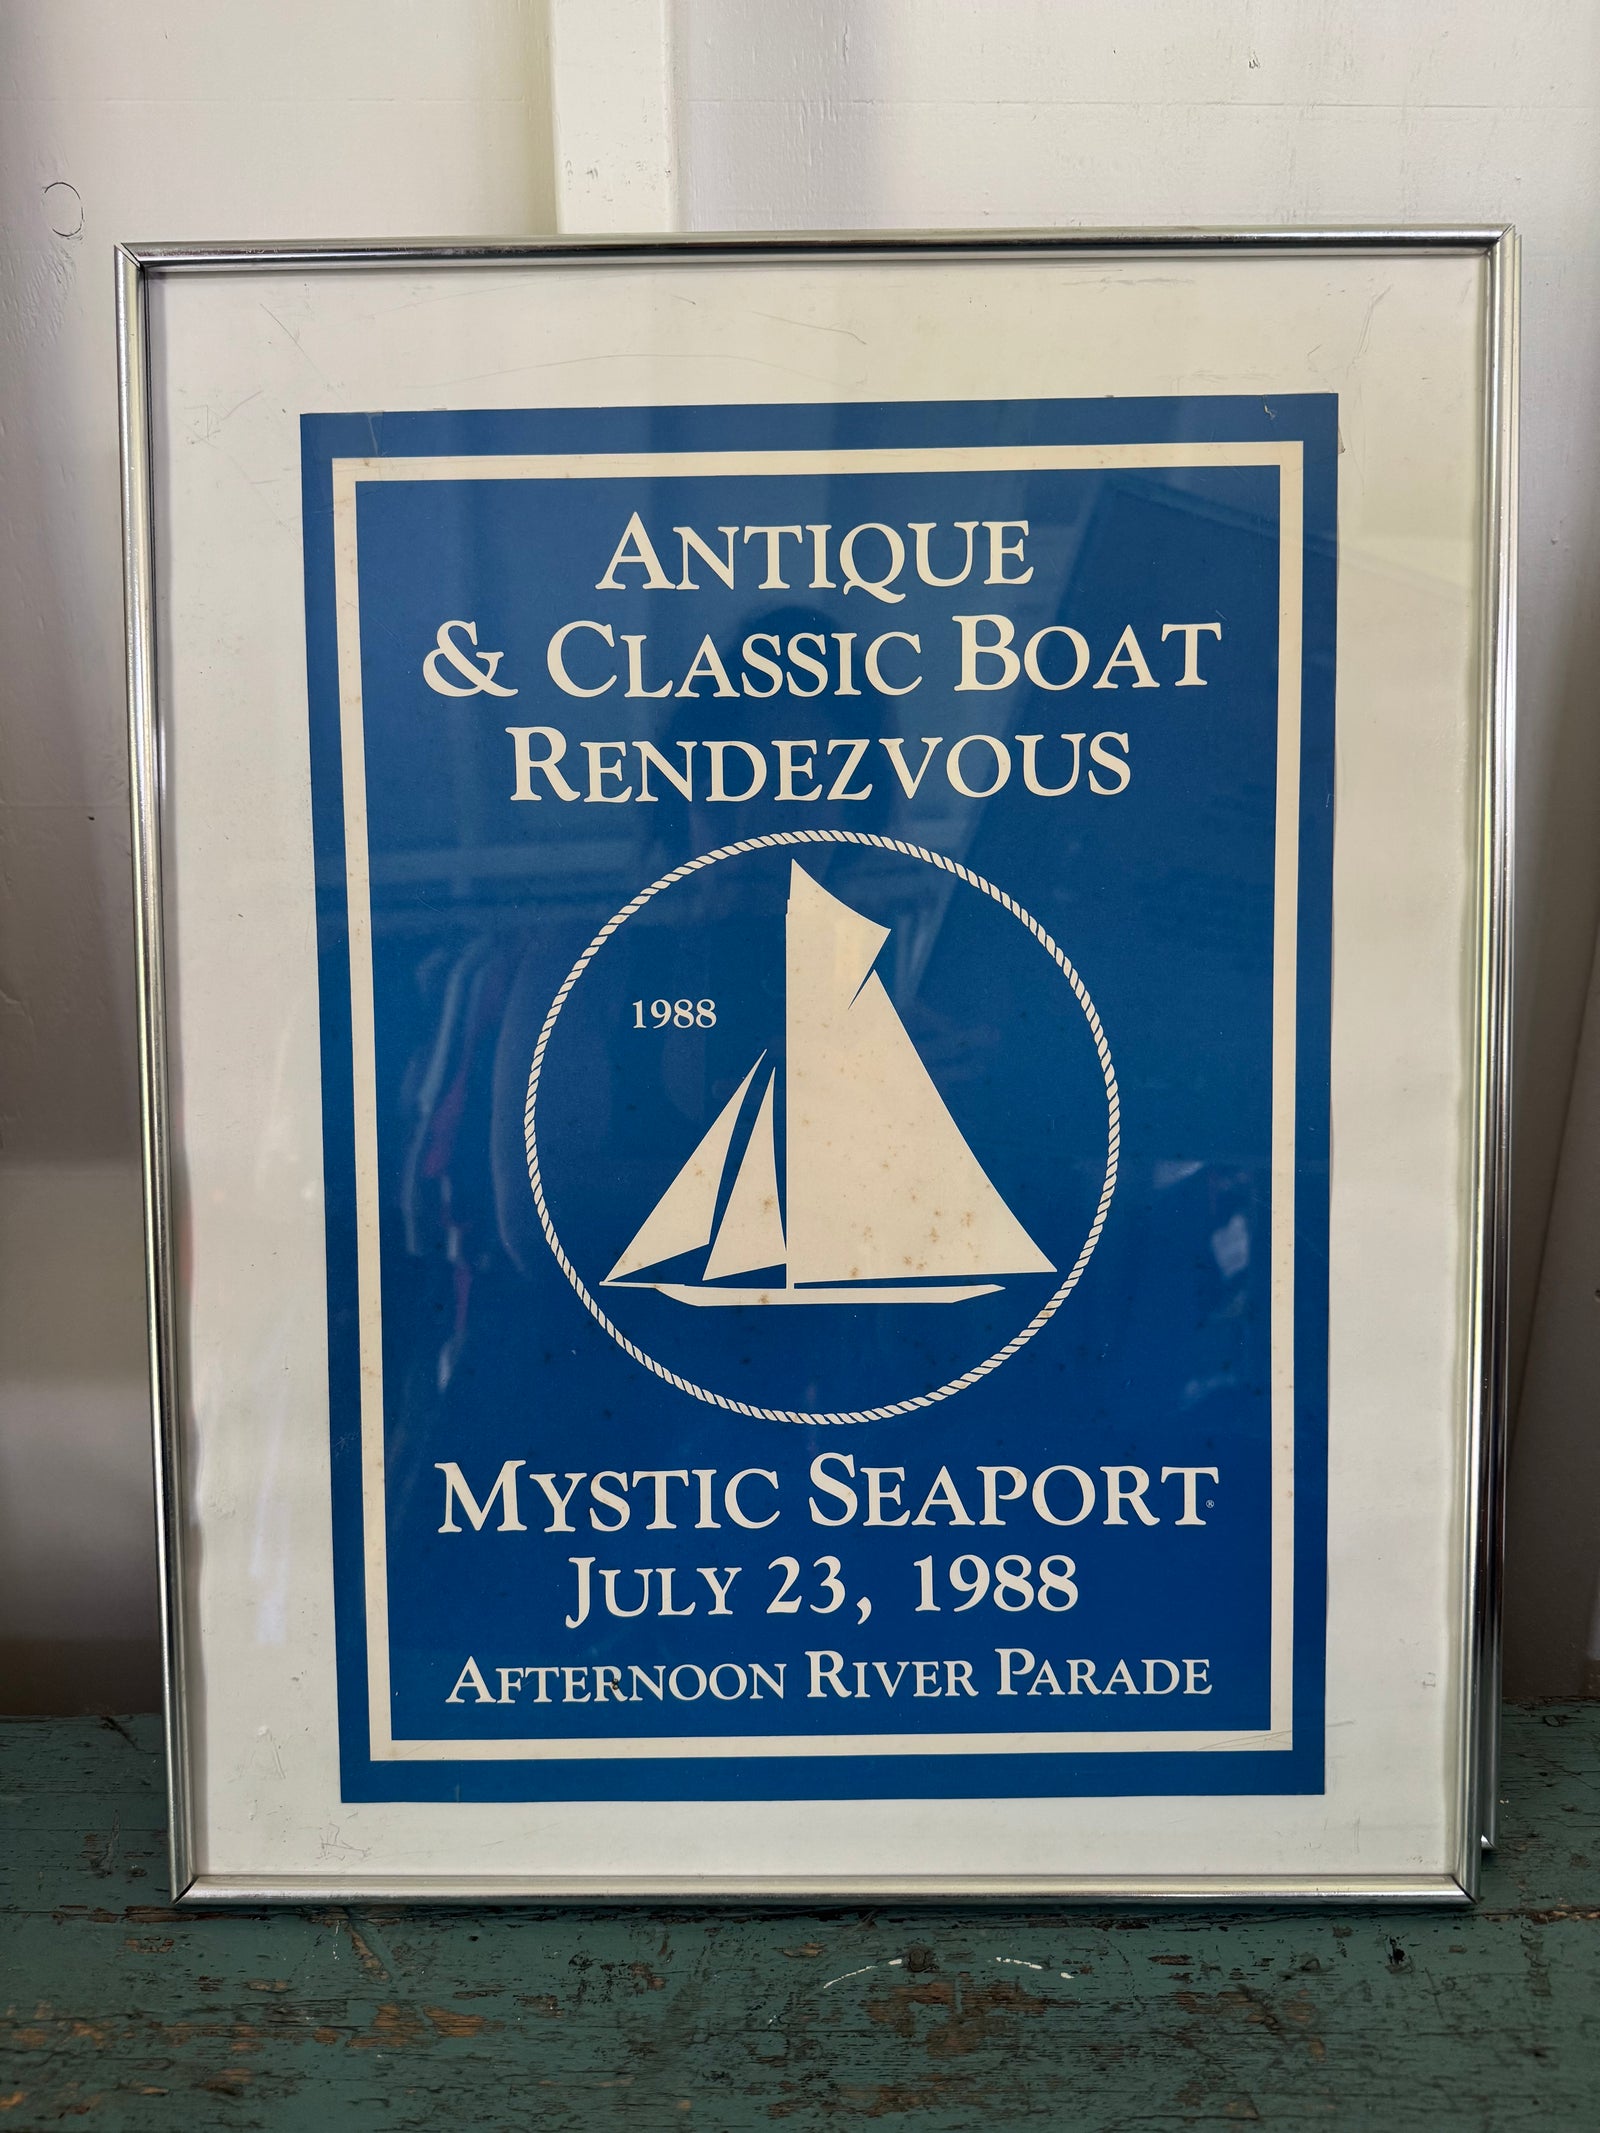 ANTIQUE
& CLASSIC BOAT
RENDEZVOUS
1988
MYSTIC SEAPORT®
JULY 23, 1988
AFTERNOON RIVER PARADE